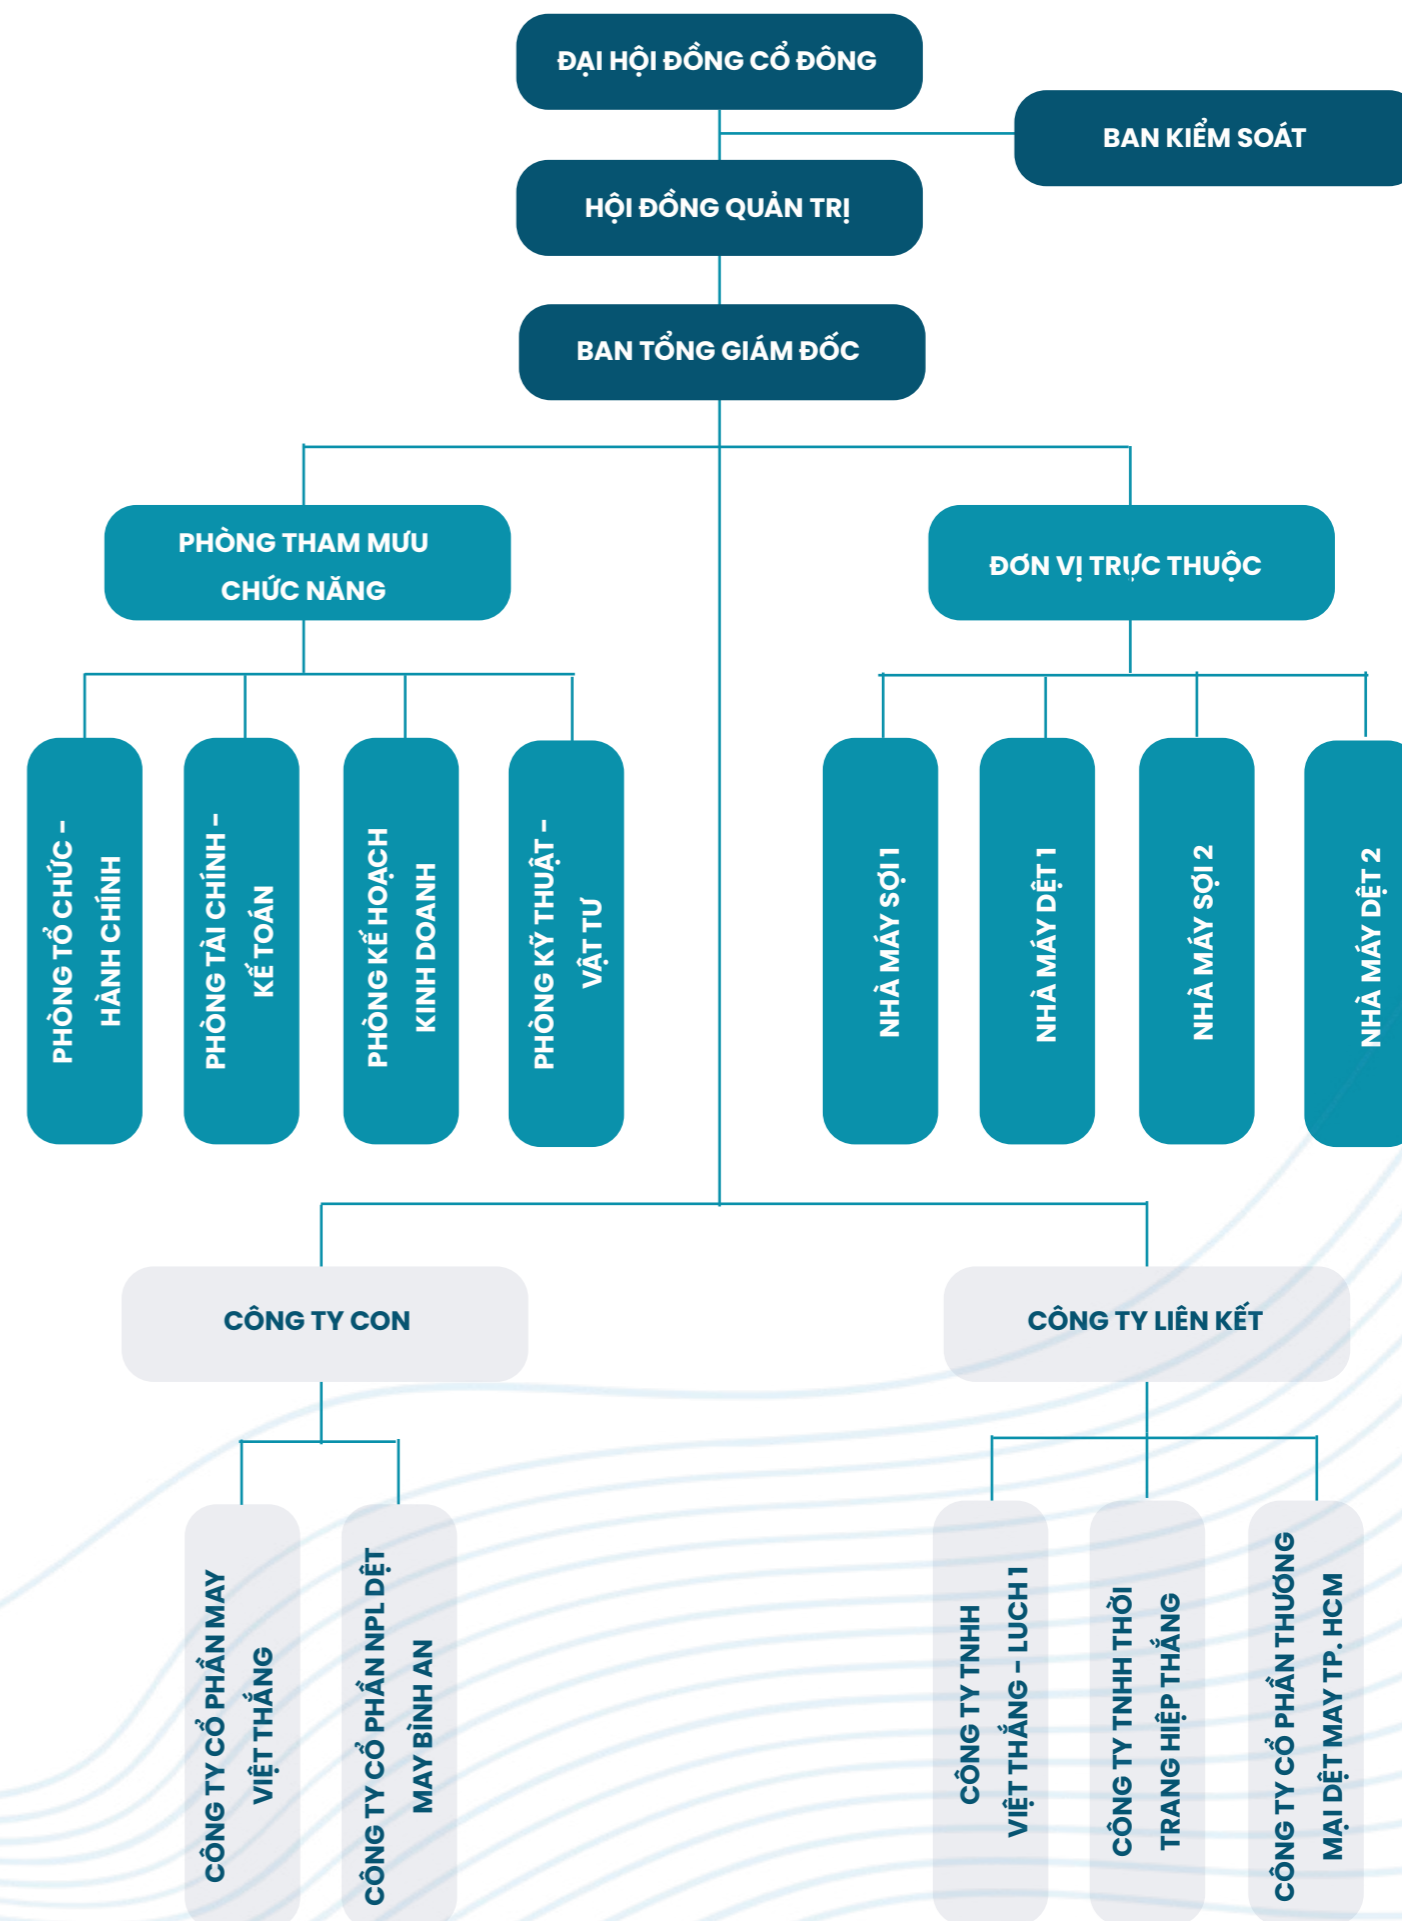 ĐẠI HỘI ĐỒNG CỔ ĐÔNG
BAN KIỂM SOÁT
HỘI ĐỒNG QUẢN TRỊ
BAN TỔNG GIÁM ĐỐC
PHÒNG THAM MƯU
CHỨC NĂNG
ĐƠN VỊ TRỰC THUỘC
PHÒNG TỔ CHỨC –
HÀNH CHÍNH
PHÒNG TÀI CHÍNH –
KẾ TOÁN
PHÒNG KẾ HOẠCH
KINH DOANH
PHÒNG KỸ THUẬT –
VẬT TƯ
NHÀ MÁY SỢI 1
NHÀ MÁY DỆT 1
NHÀ MÁY SỢI 2
NHÀ MÁY DỆT 2
CÔNG TY CON
CÔNG TY LIÊN KẾT
CÔNG TY CỔ PHẦN MAY
VIỆT THẮNG
CÔNG TY CỔ PHẦN NPL DỆT
MAY BÌNH AN
CÔNG TY TNHH
VIỆT THẮNG – LUCH 1
CÔNG TY TNHH THỜI
TRANG HIỆP THẮNG
CÔNG TY CỔ PHẦN THƯƠNG
MẠI DỆT MAY TP. HCM